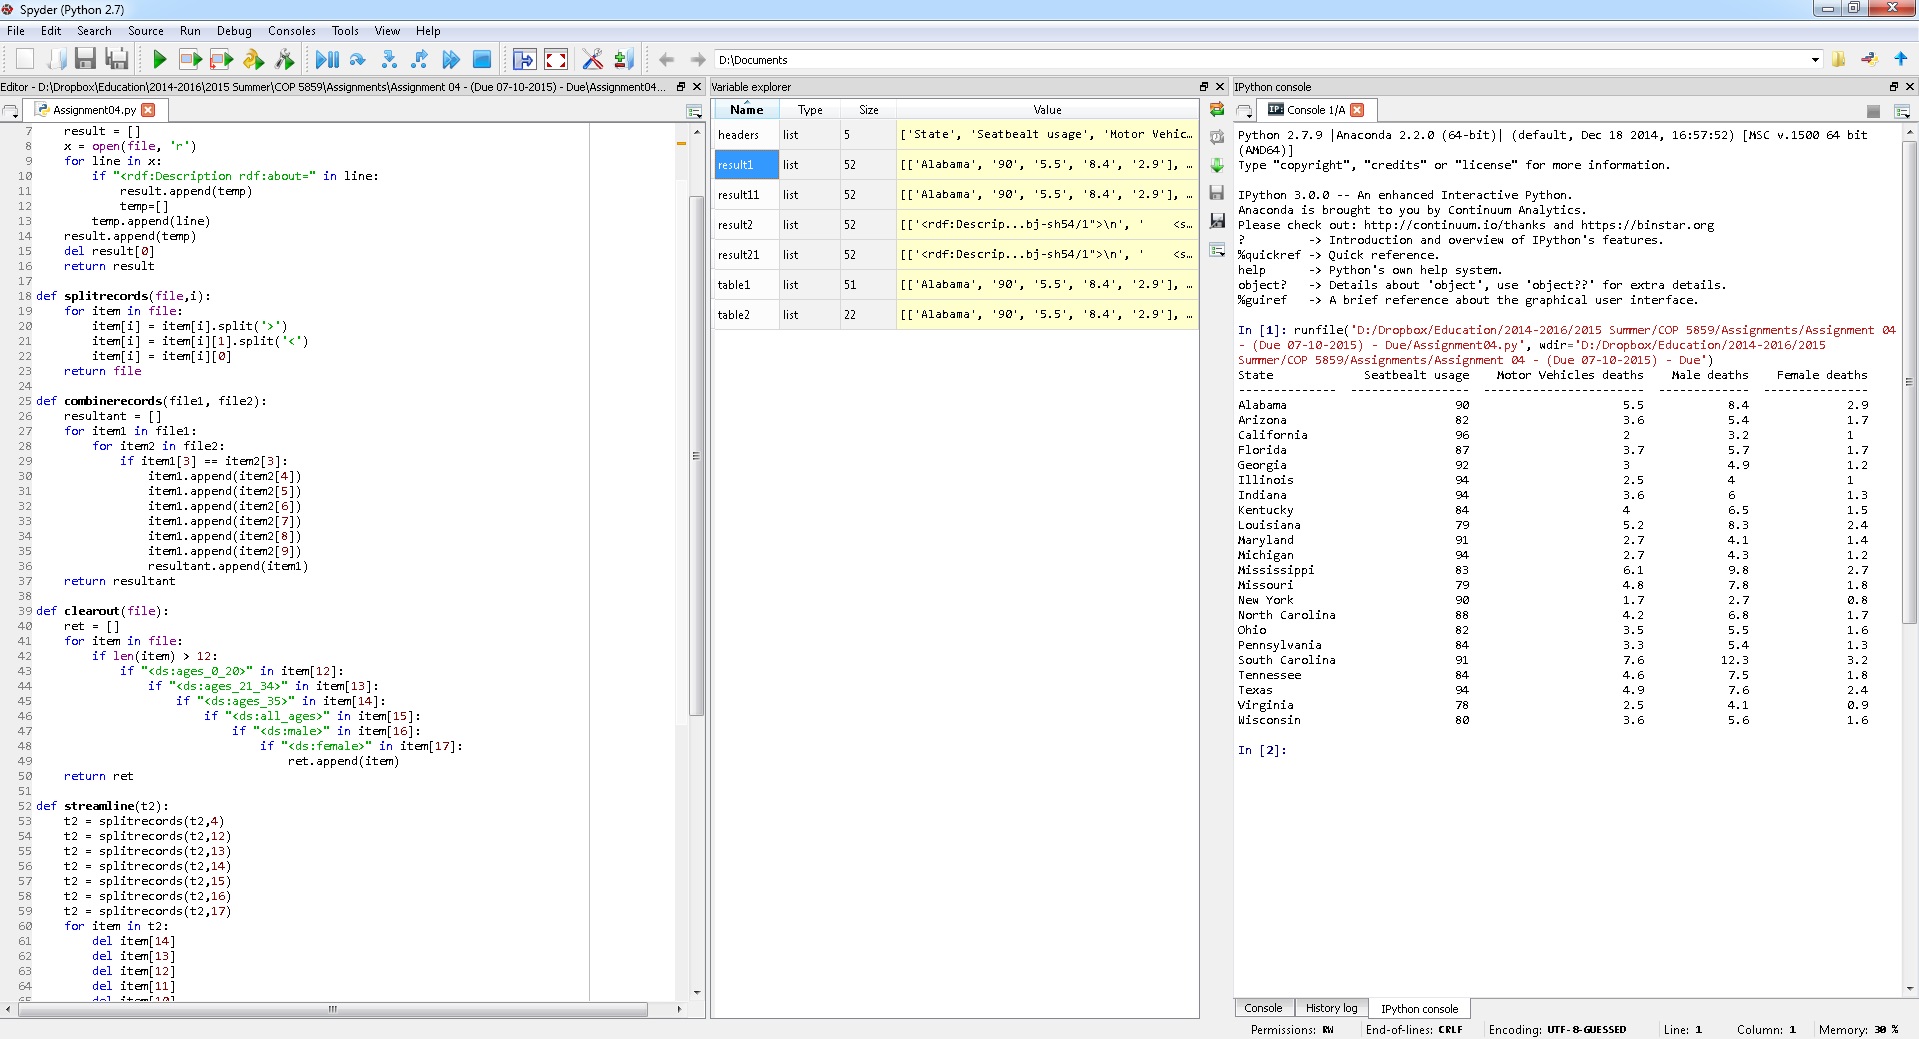 Spyder (Python 2.7)
File Edit Search Source Run Debug Consoles Tools View Help
D:\Documents
Editor - D:\Dropbox\Education\2014-2016\2015 Summer\COP 5859\Assignments\Assignment 04 - (Due 07-10-2015) - Due\Assignment04...
Assignment04.py
7 result = []
8 x = open(file, 'r')
9 for line in x:
10 if "<rdf:Description rdf:about=" in line:
11 result.append(temp)
12 temp=[]
13 temp.append(line)
14 result.append(temp)
15 del result[0]
16 return result
17
18 def splitrecords(file,i):
19 for item in file:
20 item[i] = item[i].split('>')
21 item[i] = item[i][1].split('<')
22 item[i] = item[i][0]
23 return file
24
25 def combinerecords(file1, file2):
26 resultant = []
27 for item1 in file1:
28 for item2 in file2:
29 if item1[3] == item2[3]:
30 item1.append(item2[4])
31 item1.append(item2[5])
32 item1.append(item2[6])
33 item1.append(item2[7])
34 item1.append(item2[8])
35 item1.append(item2[9])
36 resultant.append(item1)
37 return resultant
38
39 def clearout(file):
40 ret = []
41 for item in file:
42 if len(item) > 12:
43 if "<ds:ages_0_20>" in item[12]:
44 if "<ds:ages_21_34>" in item[13]:
45 if "<ds:ages_35>" in item[14]:
46 if "<ds:all_ages>" in item[15]:
47 if "<ds:male>" in item[16]:
48 if "<ds:female>" in item[17]:
49 ret.append(item)
50 return ret
51
52 def streamline(t2):
53 t2 = splitrecords(t2,4)
54 t2 = splitrecords(t2,12)
55 t2 = splitrecords(t2,13)
56 t2 = splitrecords(t2,14)
57 t2 = splitrecords(t2,15)
58 t2 = splitrecords(t2,16)
59 t2 = splitrecords(t2,17)
60 for item in t2:
61 del item[14]
62 del item[13]
63 del item[12]
64 del item[11]
65 del item[10]
Variable explorer
Name Type Size Value
headers list 5 ['State', 'Seatbealt usage', 'Motor Vehic...
result1 list 52 [['Alabama', '90', '5.5', '8.4', '2.9'], ...
result11 list 52 [['Alabama', '90', '5.5', '8.4', '2.9'], ...
result2 list 52 [['<rdf:Descrip...bj-sh54/1">\n', ' <s...
result21 list 52 [['<rdf:Descrip...bj-sh54/1">\n', ' <s...
table1 list 51 [['Alabama', '90', '5.5', '8.4', '2.9'], ...
table2 list 22 [['Alabama', '90', '5.5', '8.4', '2.9'], ...
IPython console
IP: Console 1/A
Python 2.7.9 |Anaconda 2.2.0 (64-bit)| (default, Dec 18 2014, 16:57:52) [MSC v.1500 64 bit
(AMD64)]
Type "copyright", "credits" or "license" for more information.
IPython 3.0.0 -- An enhanced Interactive Python.
Anaconda is brought to you by Continuum Analytics.
Please check out: http://continuum.io/thanks and https://binstar.org
? -> Introduction and overview of IPython's features.
%quickref -> Quick reference.
help -> Python's own help system.
object? -> Details about 'object', use 'object??' for extra details.
%guiref -> A brief reference about the graphical user interface.
In [1]: runfile('D:/Dropbox/Education/2014-2016/2015 Summer/COP 5859/Assignments/Assignment 04
- (Due 07-10-2015) - Due/Assignment04.py', wdir='D:/Dropbox/Education/2014-2016/2015
Summer/COP 5859/Assignments/Assignment 04 - (Due 07-10-2015) - Due')
State Seatbealt usage Motor Vehicles deaths Male deaths Female deaths
-------------- --------------- ----------------------- ------------- ---------------
Alabama 90 5.5 8.4 2.9
Arizona 82 3.6 5.4 1.7
California 96 2 3.2 1
Florida 87 3.7 5.7 1.7
Georgia 92 3 4.9 1.2
Illinois 94 2.5 4 1
Indiana 94 3.6 6 1.3
Kentucky 84 4 6.5 1.5
Louisiana 79 5.2 8.3 2.4
Maryland 91 2.7 4.1 1.4
Michigan 94 2.7 4.3 1.2
Mississippi 83 6.1 9.8 2.7
Missouri 79 4.8 7.8 1.8
New York 90 1.7 2.7 0.8
North Carolina 88 4.2 6.8 1.7
Ohio 82 3.5 5.5 1.6
Pennsylvania 84 3.3 5.4 1.3
South Carolina 91 7.6 12.3 3.2
Tennessee 84 4.6 7.5 1.8
Texas 94 4.9 7.6 2.4
Virginia 78 2.5 4.1 0.9
Wisconsin 80 3.6 5.6 1.6
In [2]:
Console History log IPython console
Permissions: RW End-of-lines: CRLF Encoding: UTF-8-GUESSED Line: 1 Column: 1 Memory: 30 %